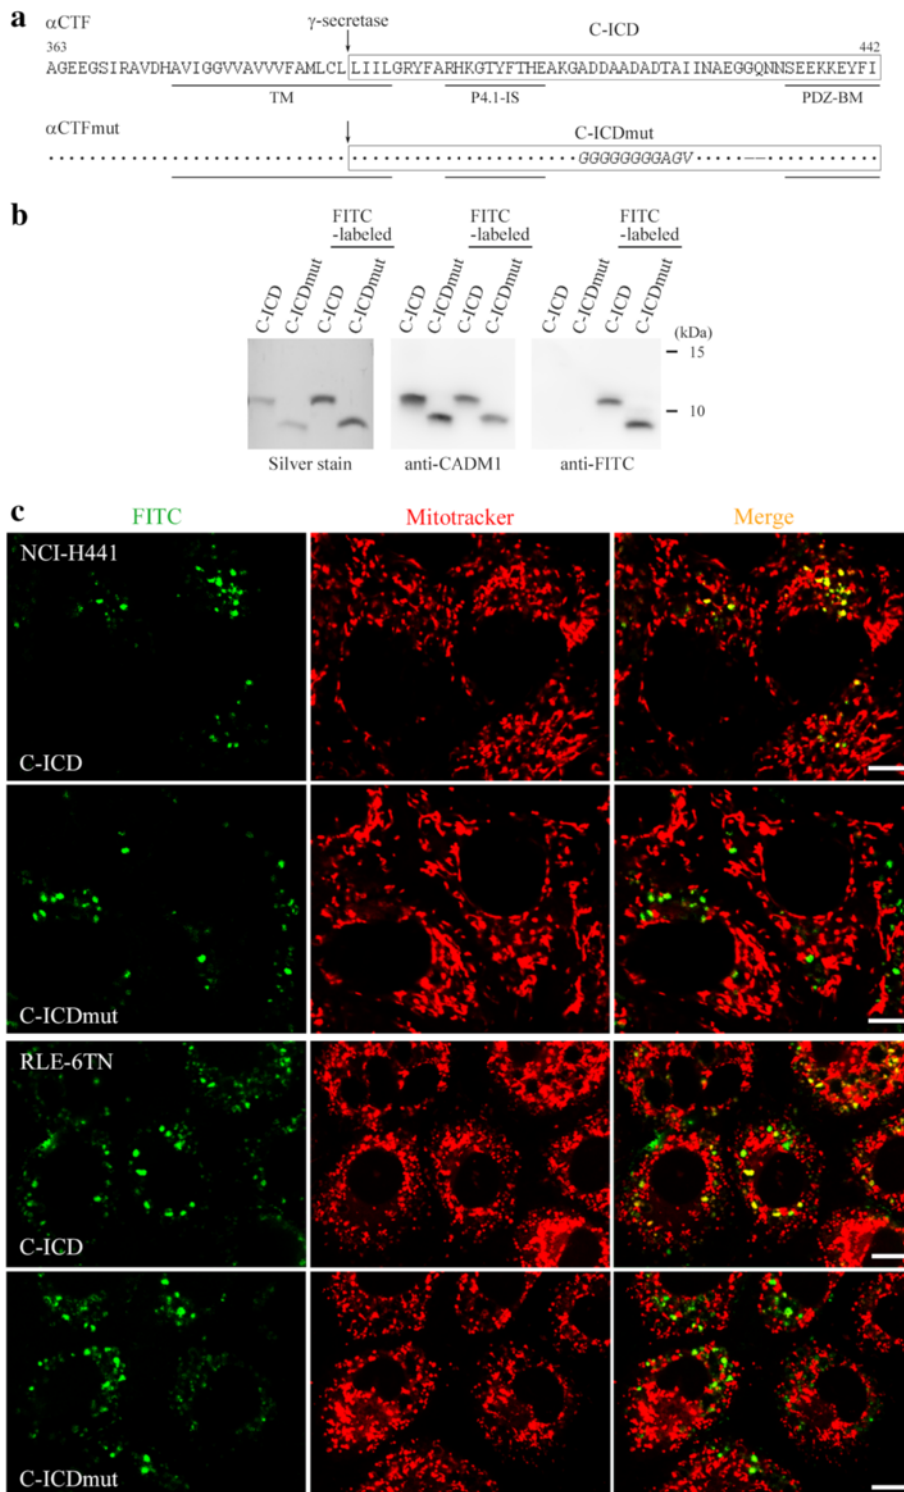 a
αCTF γ-secretase C-ICD
363 442
AGEEGSIRAVDHAVIGGVVAVVVFAMLCLLIILGRYFARHKGTYFTHEAKGADDAADADTAIINAEGGQNNSEEKKEYFI
TM P4.1-IS PDZ-BM
αCTFmut C-ICDmut
GGGGGGGGAGV
b
FITC -labeled FITC -labeled FITC -labeled
C-ICD C-ICDmut C-ICD C-ICDmut C-ICD C-ICDmut C-ICD C-ICDmut C-ICD C-ICDmut C-ICD C-ICDmut
(kDa)
15
10
Silver stain anti-CADM1 anti-FITC
c
FITC Mitotracker Merge
NCI-H441
C-ICD
C-ICDmut
RLE-6TN
C-ICD
C-ICDmut